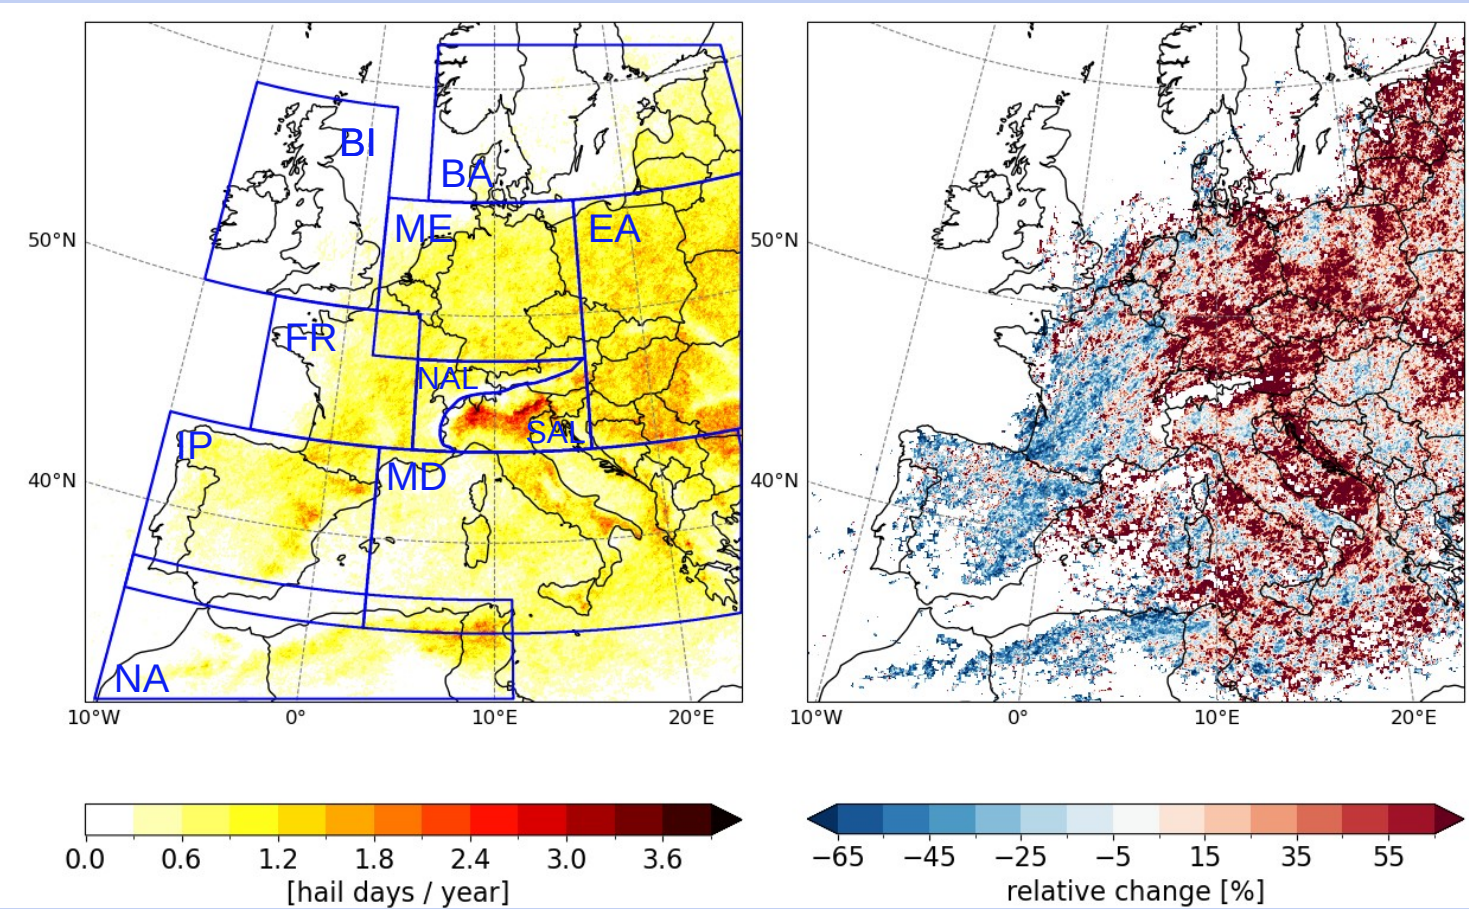 BI
BA
ME
EA
50°N
50°N
FR
NAL
SAL
IP
MD
40°N
40°N
NA
10°W
0°
10°E
20°E
10°W
0°
10°E
20°E
0.0
0.6
1.2
1.8
2.4
3.0
3.6
[hail days / year]
−65
−45
−25
−5
15
35
55
relative change [%]